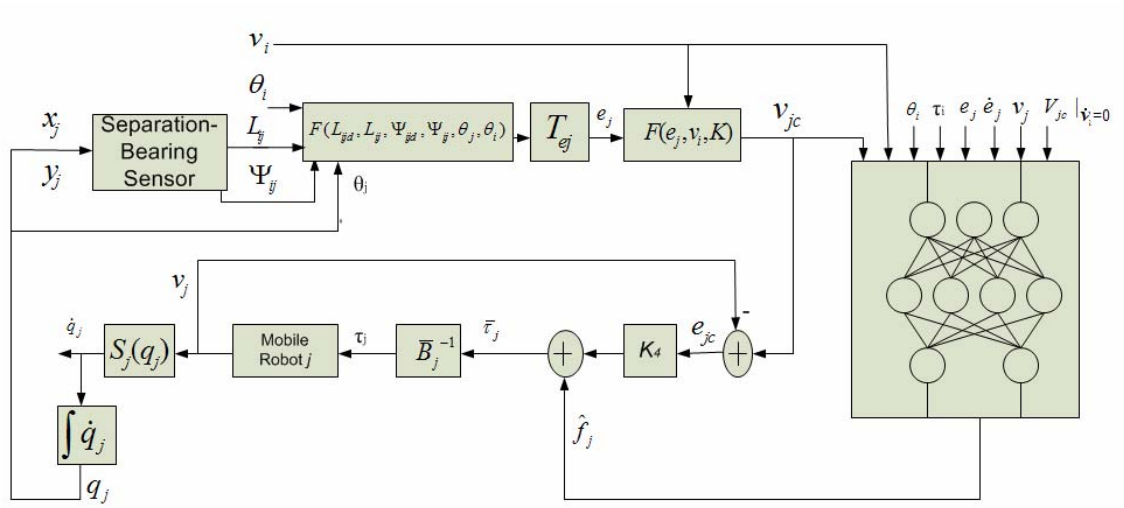 v_i
θ_i
x_j
y_j
Separation-
Bearing
Sensor
L_ij
Ψ_ij
F(L_ijd, L_ij, Ψ_ijd, Ψ_ij, θ_j, θ_i)
θ_j
T_ej
e_j
F(e_j, v_i, K)
v_jc
θ_i τ_i e_j ė_j v_j V_jc |_v̇_i=0
v_j
-
q̇_j
S_j(q_j)
Mobile
Robot j
τ_j
B̄_j⁻¹
τ̄_j
+
K₄
e_jc
+
∫ q̇_j
q_j
f̂_j